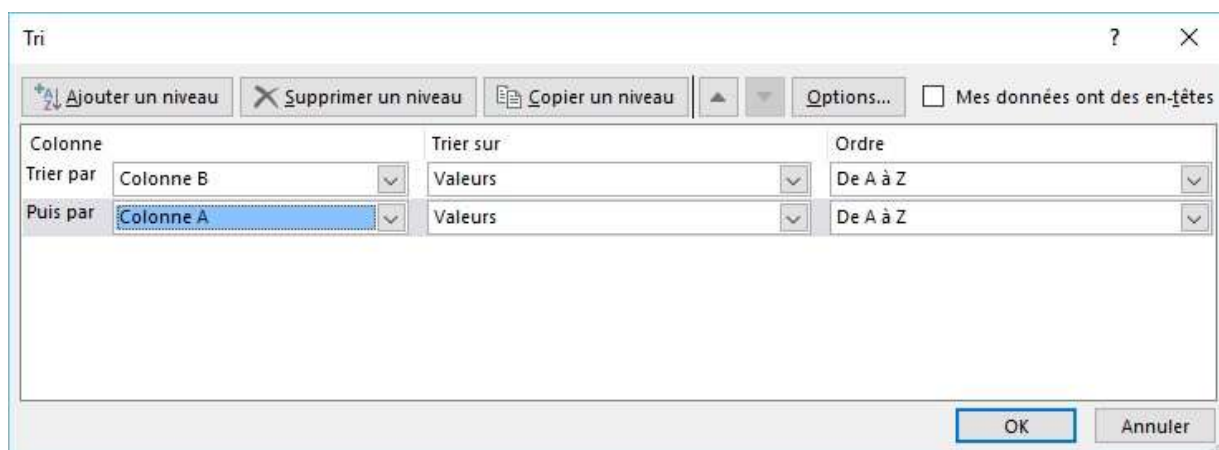 Tri ?
Ajouter un niveau Supprimer un niveau Copier un niveau Options... Mes données ont des en-têtes
Colonne Trier sur Ordre
Trier par Colonne B Valeurs De A à Z
Puis par Colonne A Valeurs De A à Z
OK Annuler